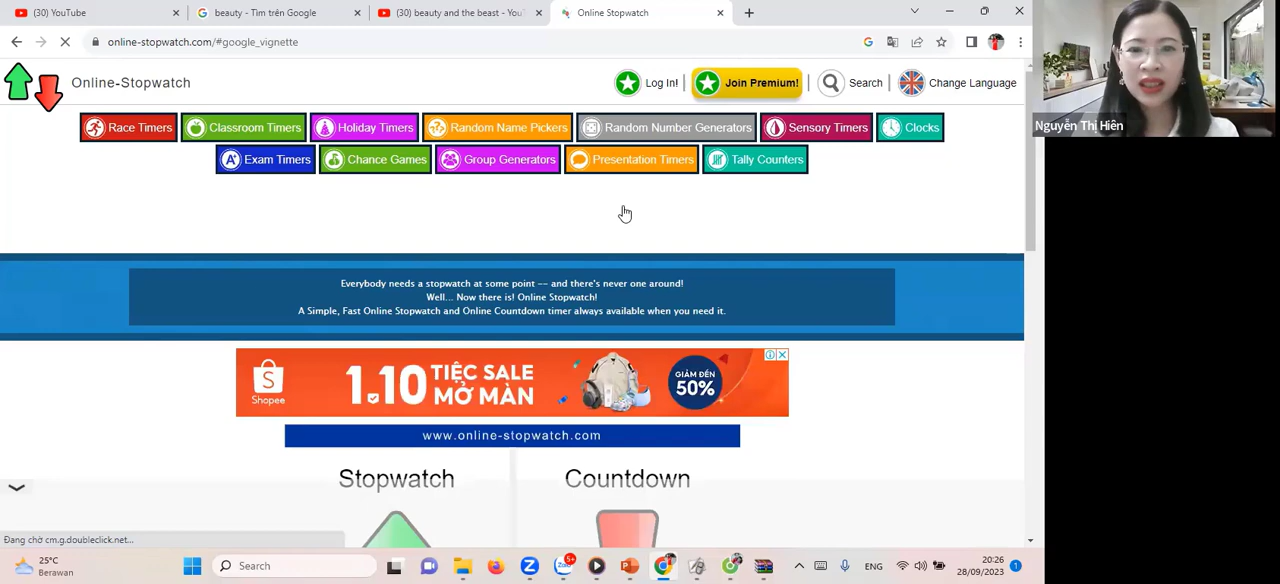 (30) YouTube
beauty - Tìm trên Google
(30) beauty and the beast - You
Online Stopwatch
online-stopwatch.com/#google_vignette
Online-Stopwatch
Log In!
Join Premium!
Search
Change Language
Race Timers
Classroom Timers
Holiday Timers
Random Name Pickers
Random Number Generators
Sensory Timers
Clocks
Exam Timers
Chance Games
Group Generators
Presentation Timers
Tally Counters
Everybody needs a stopwatch at some point -- and there's never one around!
Well... Now there is! Online Stopwatch!
A Simple, Fast Online Stopwatch and Online Countdown timer always available when you need it.
Shopee
1.10 TIỆC SALE
MỞ MÀN
GIẢM ĐẾN
50%
www.online-stopwatch.com
Stopwatch
Countdown
Đang chờ cm.g.doubleclick.net...
25°C
Berawan
Search
5+
ENG
20:26
28/09/2023
1
Nguyễn Thị Hiên